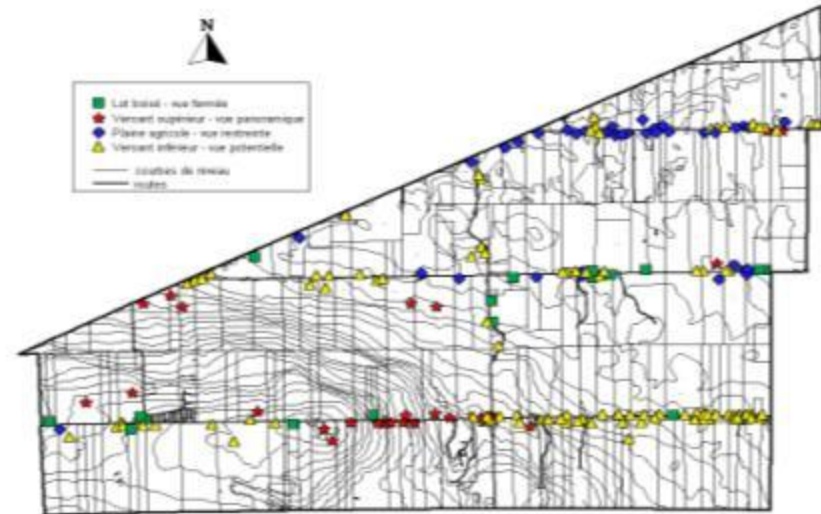 N
Lot boisé - vue fermée
Versant supérieur - vue panoramique
Plaine agricole - vue restreinte
Versant inférieur - vue potentielle
courbes de niveau
routes